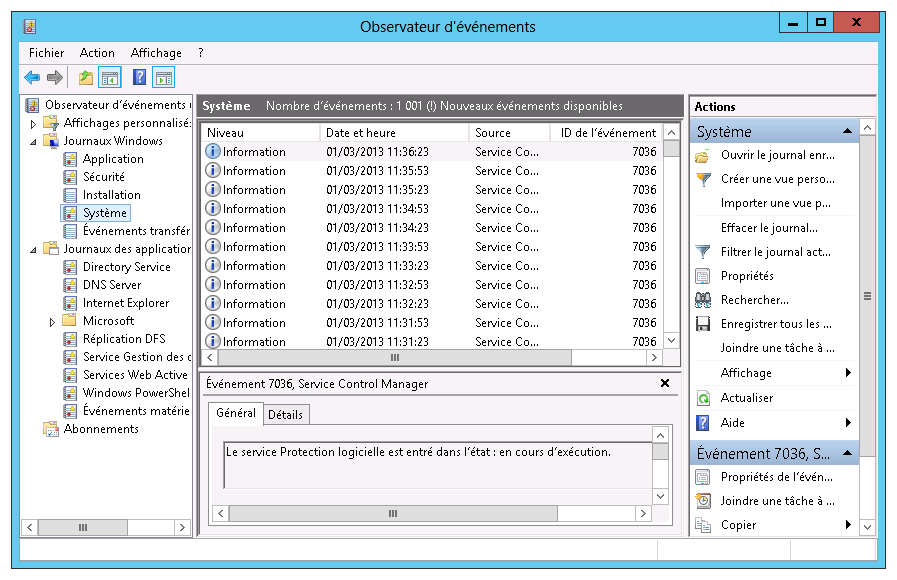 Observateur d'événements
Fichier Action Affichage ?
Observateur d'événements
Affichages personnalisé:
Journaux Windows
Application
Sécurité
Installation
Système
Événements transfér
Journaux des application
Directory Service
DNS Server
Internet Explorer
Microsoft
Réplication DFS
Service Gestion des c
Services Web Active
Windows PowerShel
Événements matérie
Abonnements
Système Nombre d'événements : 1 001 (!) Nouveaux événements disponibles
Niveau Date et heure Source ID de l'événement
Information 01/03/2013 11:36:23 Service Co... 7036
Information 01/03/2013 11:35:53 Service Co... 7036
Information 01/03/2013 11:35:23 Service Co... 7036
Information 01/03/2013 11:34:53 Service Co... 7036
Information 01/03/2013 11:34:23 Service Co... 7036
Information 01/03/2013 11:33:53 Service Co... 7036
Information 01/03/2013 11:33:23 Service Co... 7036
Information 01/03/2013 11:32:53 Service Co... 7036
Information 01/03/2013 11:32:23 Service Co... 7036
Information 01/03/2013 11:31:53 Service Co... 7036
Information 01/03/2013 11:31:23 Service Co... 7036
Événement 7036, Service Control Manager
Général Détails
Le service Protection logicielle est entré dans l'état : en cours d'exécution.
Actions
Système
Ouvrir le journal enr...
Créer une vue perso...
Importer une vue p...
Effacer le journal...
Filtrer le journal act...
Propriétés
Rechercher...
Enregistrer tous les ...
Joindre une tâche à ...
Affichage
Actualiser
Aide
Événement 7036, S...
Propriétés de l'évén...
Joindre une tâche à ...
Copier